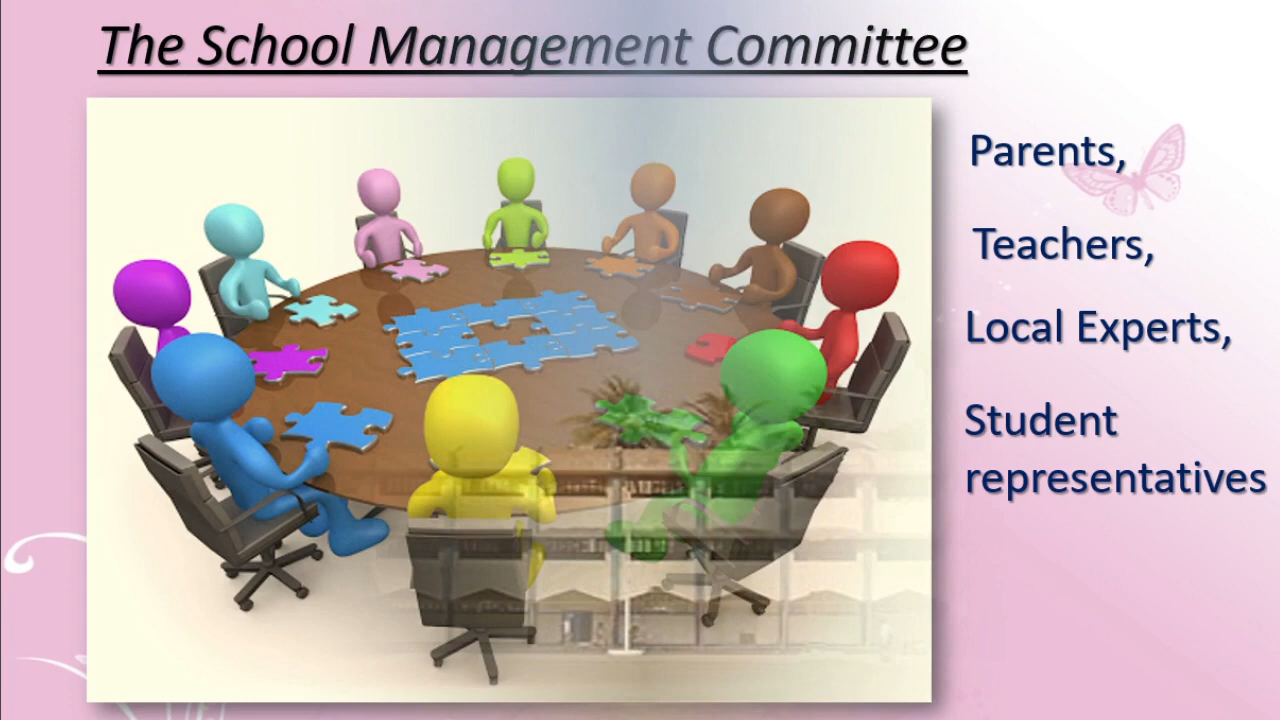 The School Management Committee
Parents,
Teachers,
Local Experts,
Student
representatives